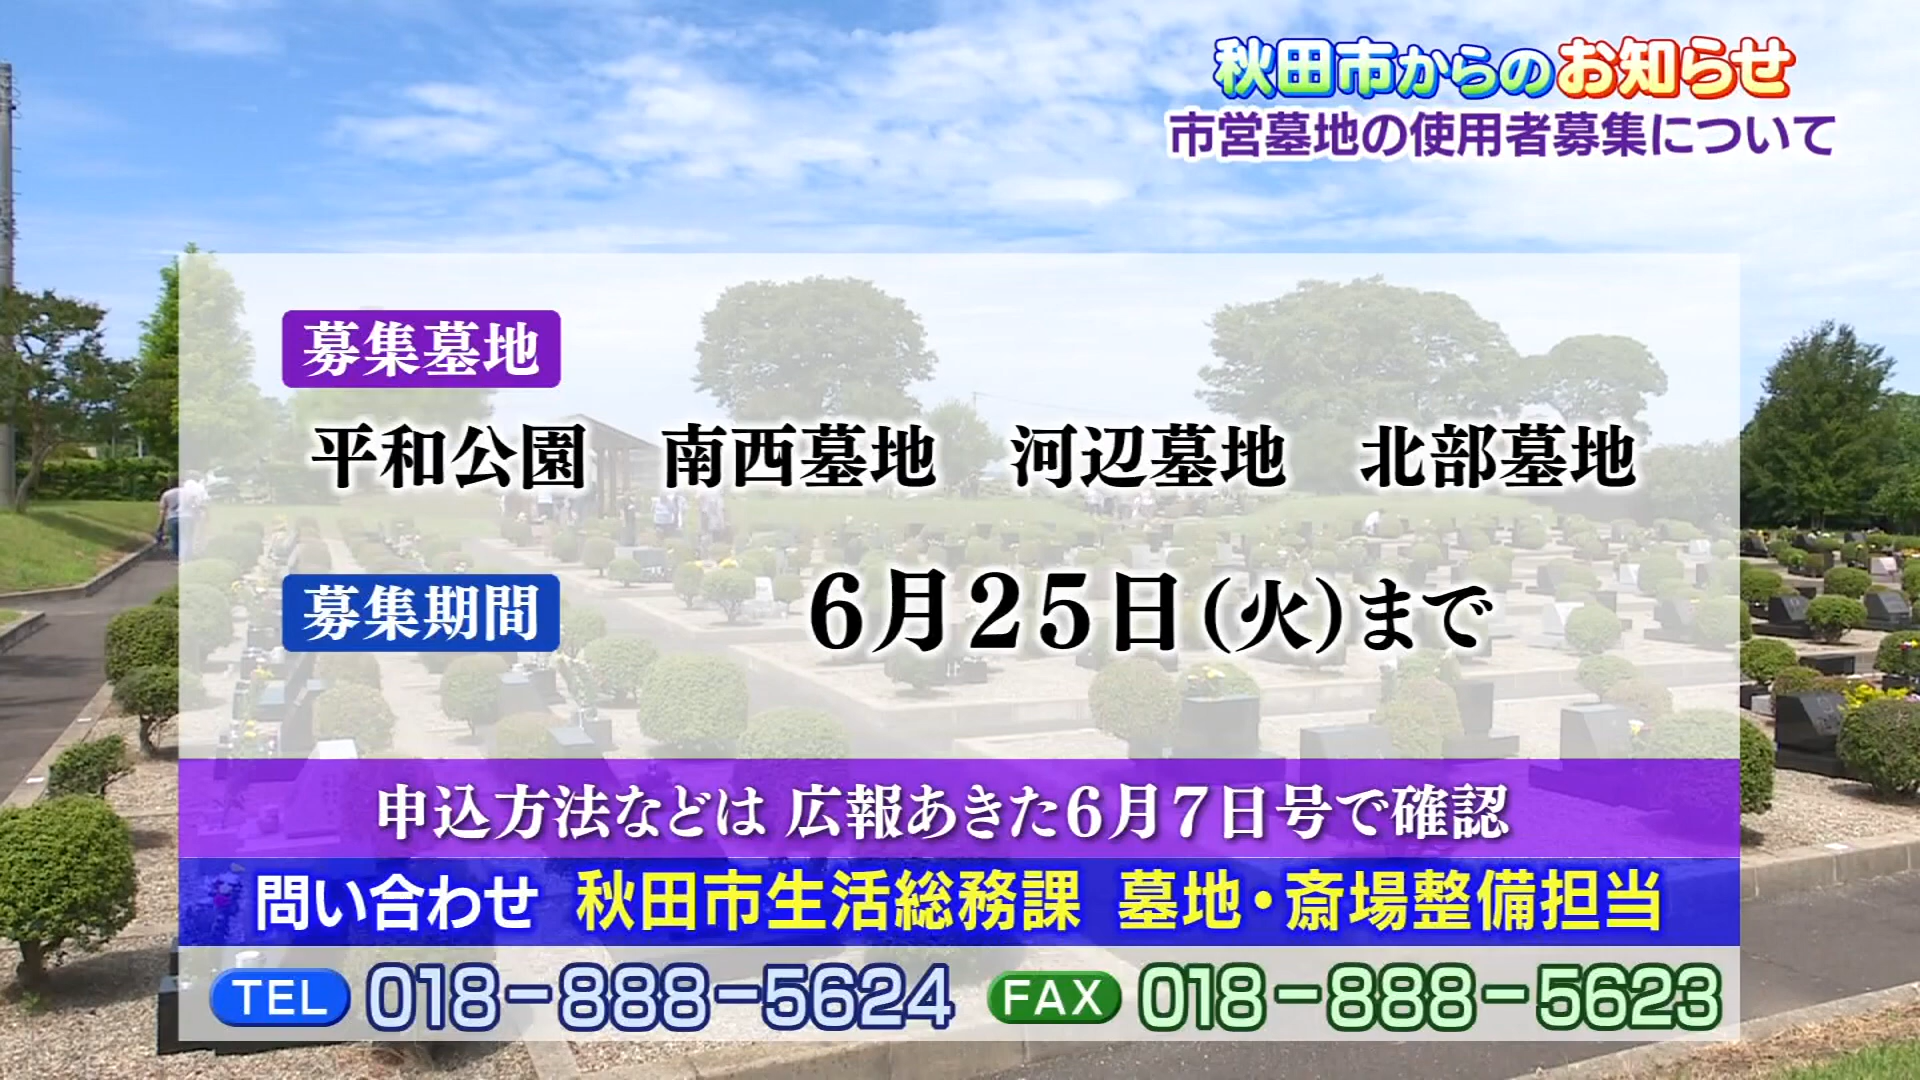 秋田市からのお知らせ
市営墓地の使用者募集について
募集墓地
平和公園　南西墓地　河辺墓地　北部墓地
募集期間
6月25日(火)まで
申込方法などは 広報あきた6月7日号で確認
問い合わせ 秋田市生活総務課 墓地・斎場整備担当
TEL 018-888-5624 FAX 018-888-5623